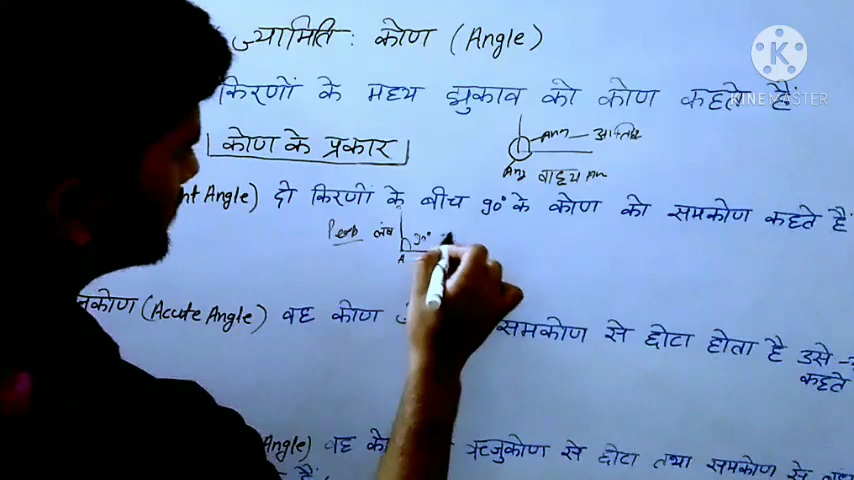 ज्यामिति : कोण (Angle)
किरणों के मध्य झुकाव को कोण कहते हैं
KINEMASTER
कोण के प्रकार
बाह्य
Angle) दो किरणों के बीच 90° के कोण को समकोण कहते हैं
लंब 90°
A
(Acute Angle) वह कोण समकोण से छोटा होता है उसे
कहते
Angle) वह ऋजुकोण से छोटा तथा समकोण से
हैं